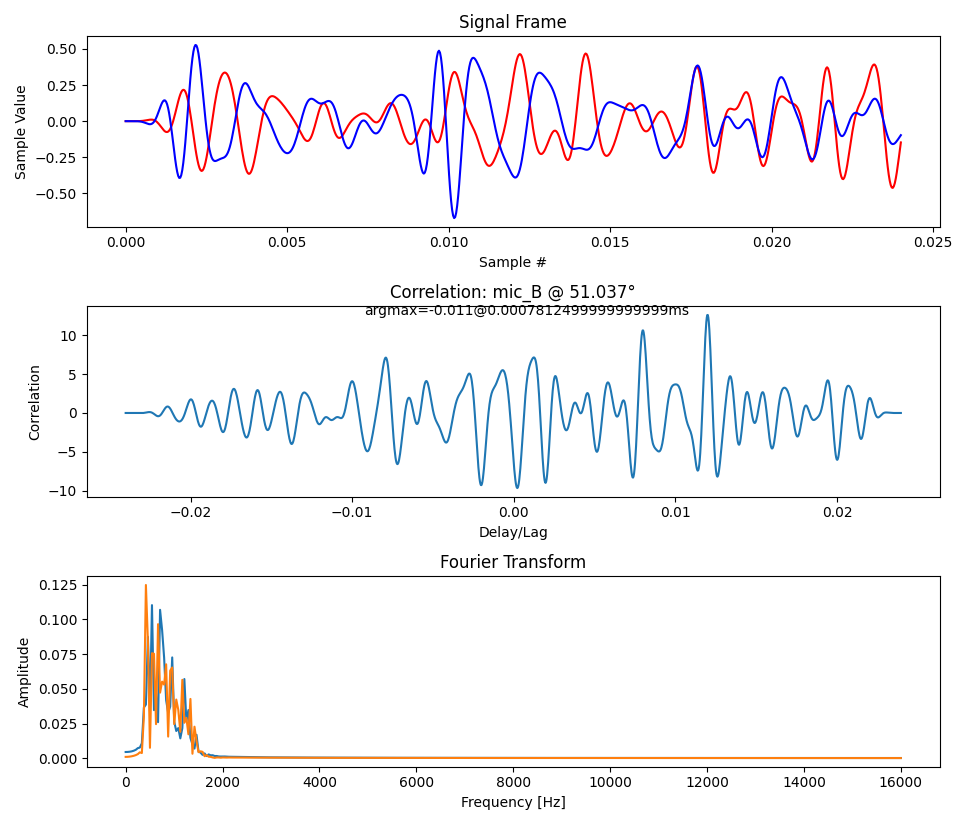 Signal Frame
Sample Value
0.50
0.25
0.00
−0.25
−0.50
0.000 0.005 0.010 0.015 0.020 0.025
Sample #
Correlation: mic_B @ 51.037°
argmax=-0.011@0.0007812499999999999ms
Correlation
10
5
0
−5
−10
−0.02 −0.01 0.00 0.01 0.02
Delay/Lag
Fourier Transform
Amplitude
0.125
0.100
0.075
0.050
0.025
0.000
0 2000 4000 6000 8000 10000 12000 14000 16000
Frequency [Hz]